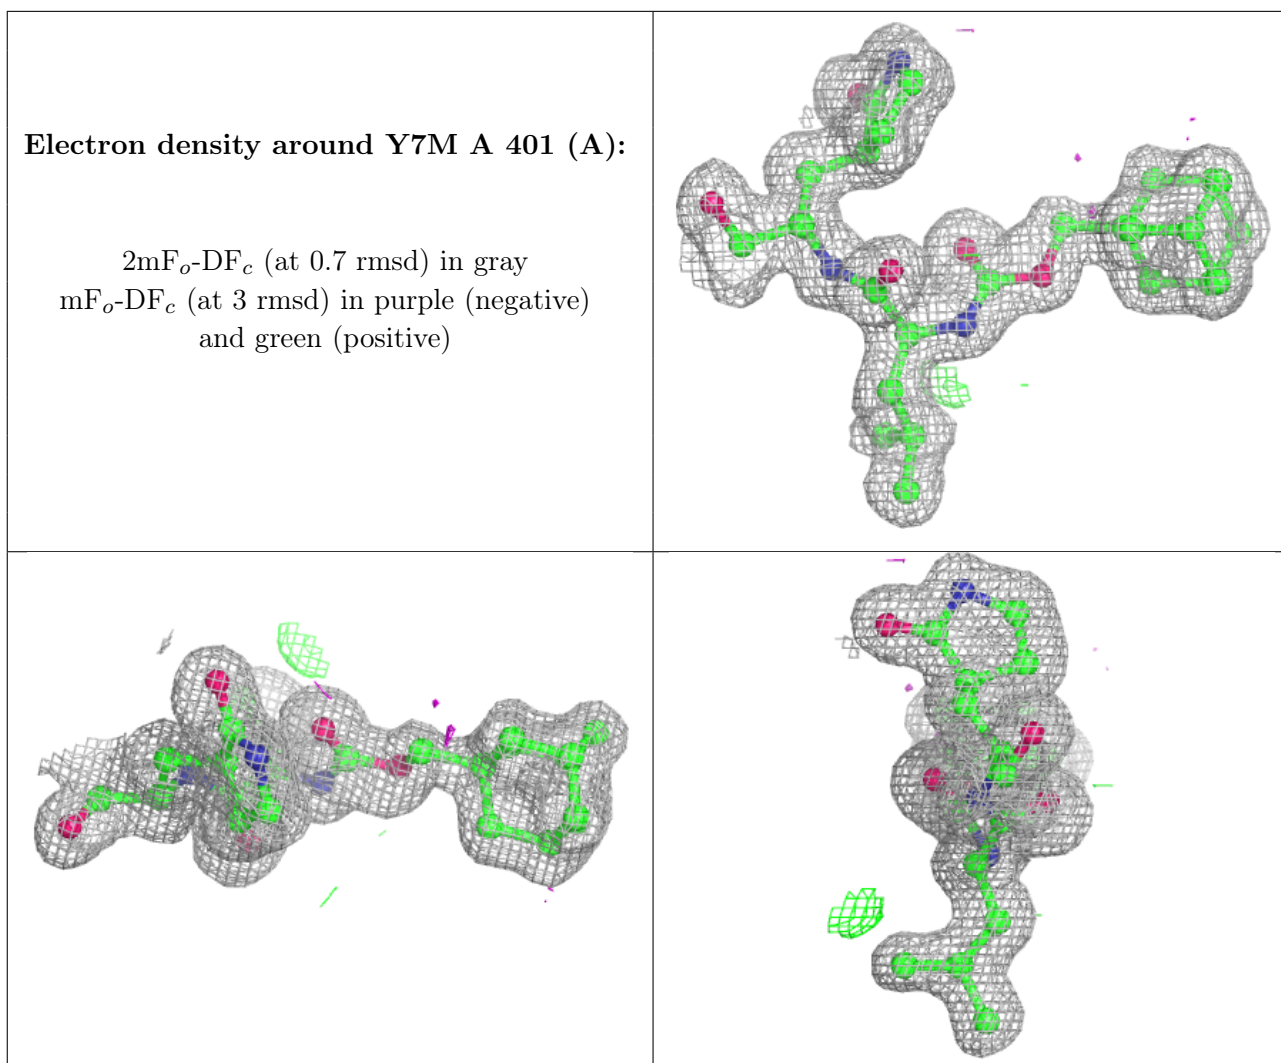 Electron density around Y7M A 401 (A):
2mFo-DFc (at 0.7 rmsd) in gray
mFo-DFc (at 3 rmsd) in purple (negative)
and green (positive)